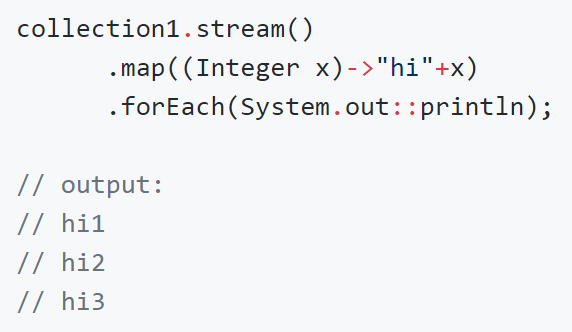 collection1.stream()
      .map((Integer x)->"hi"+x)
      .forEach(System.out::println);

// output:
// hi1
// hi2
// hi3